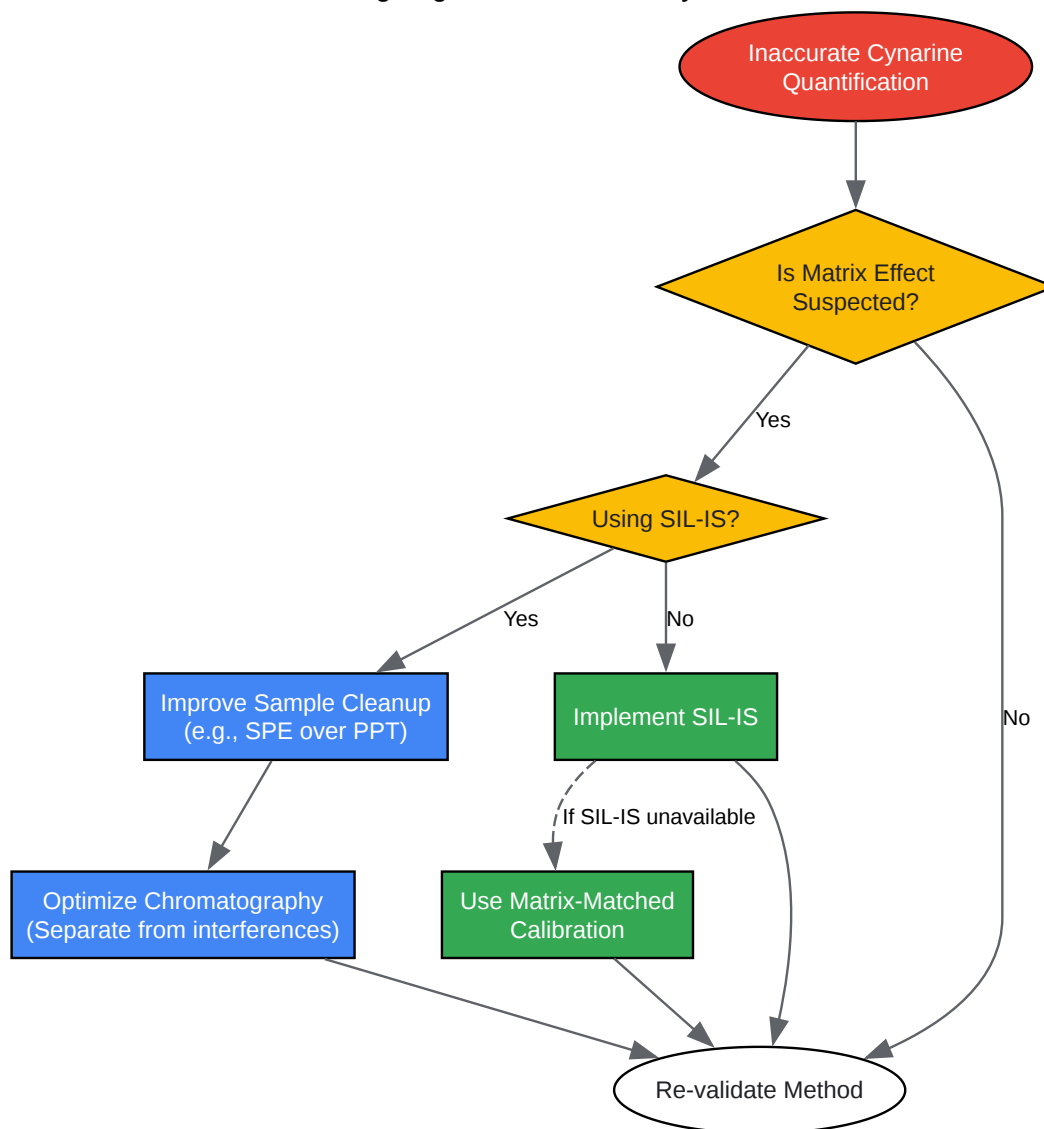 Inaccurate Cynarine
Quantification
Is Matrix Effect
Suspected?
Yes
Using SIL-IS?
Yes
No
No
Improve Sample Cleanup
(e.g., SPE over PPT)
Implement SIL-IS
If SIL-IS unavailable
Optimize Chromatography
(Separate from interferences)
Use Matrix-Matched
Calibration
Re-validate Method